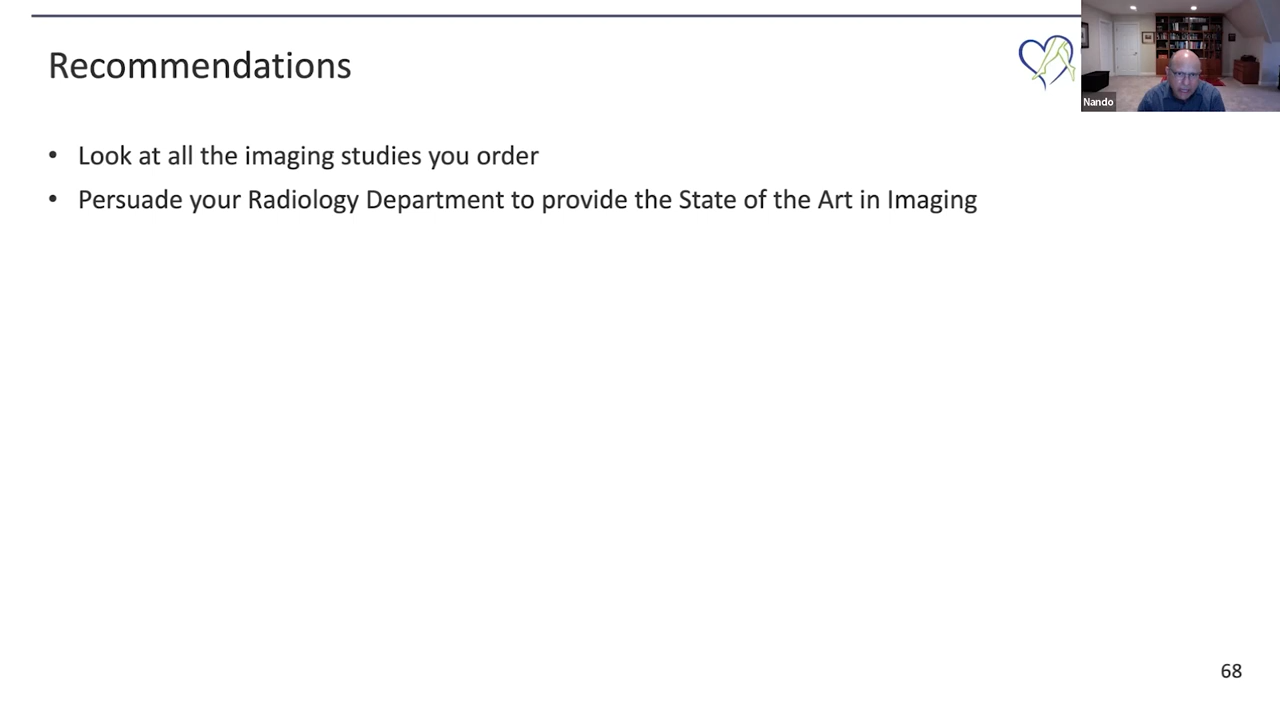 Recommendations
Nando
• Look at all the imaging studies you order
• Persuade your Radiology Department to provide the State of the Art in Imaging
68